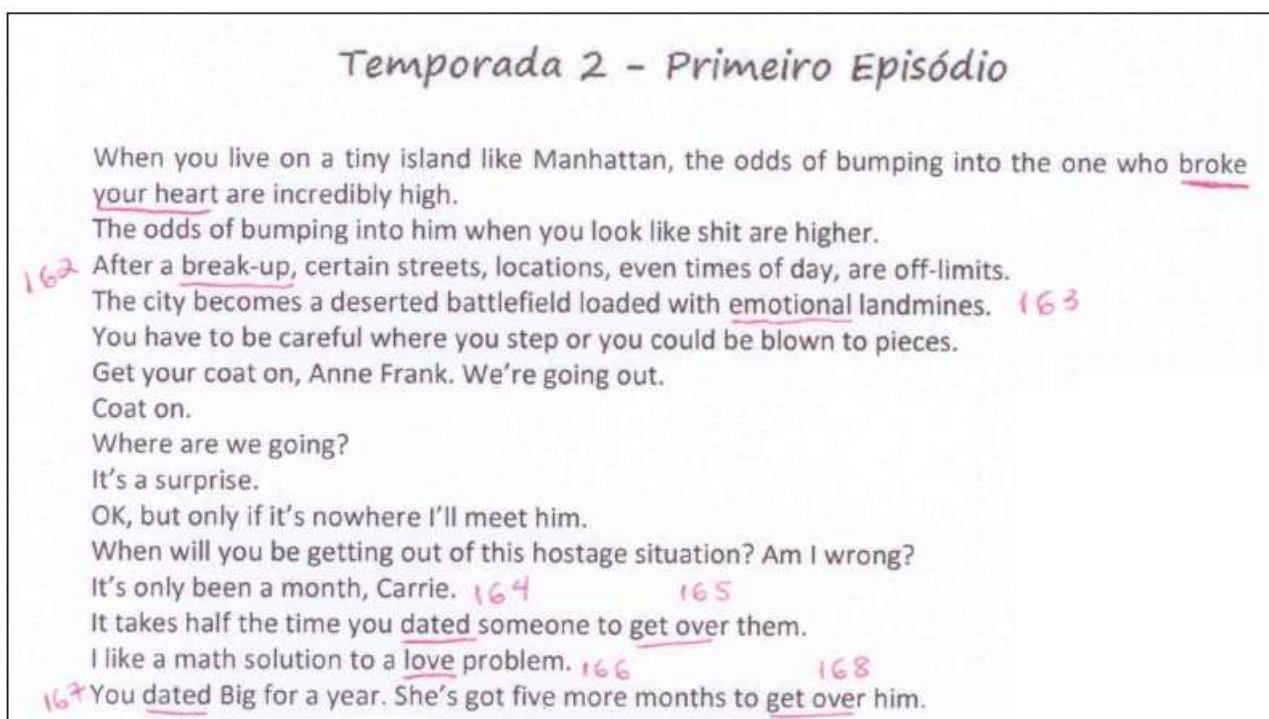 Temporada 2 - Primeiro Episódio
When you live on a tiny island like Manhattan, the odds of bumping into the one who broke
your heart are incredibly high.
The odds of bumping into him when you look like shit are higher.
162 After a break-up, certain streets, locations, even times of day, are off-limits.
The city becomes a deserted battlefield loaded with emotional landmines. 163
You have to be careful where you step or you could be blown to pieces.
Get your coat on, Anne Frank. We're going out.
Coat on.
Where are we going?
It's a surprise.
OK, but only if it's nowhere I'll meet him.
When will you be getting out of this hostage situation? Am I wrong?
It's only been a month, Carrie. 164 165
It takes half the time you dated someone to get over them.
I like a math solution to a love problem. 166 168
167 You dated Big for a year. She's got five more months to get over him.